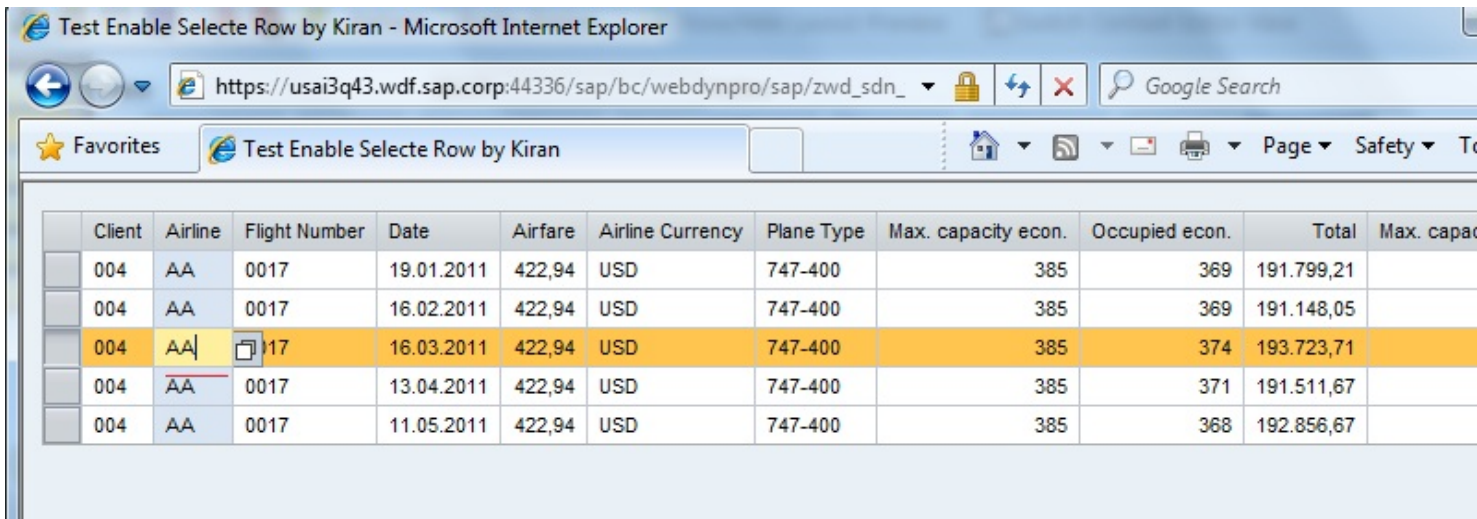 Test Enable Selecte Row by Kiran - Microsoft Internet Explorer
https://usai3q43.wdf.sap.corp:44336/sap/bc/webdynpro/sap/zwd_sdn_ Google Search
Favorites Test Enable Selecte Row by Kiran Page Safety To
Client Airline Flight Number Date Airfare Airline Currency Plane Type Max. capacity econ. Occupied econ. Total Max. capac
004 AA 0017 19.01.2011 422,94 USD 747-400 385 369 191.799,21
004 AA 0017 16.02.2011 422,94 USD 747-400 385 369 191.148,05
004 AA 17 16.03.2011 422,94 USD 747-400 385 374 193.723,71
004 AA 0017 13.04.2011 422,94 USD 747-400 385 371 191.511,67
004 AA 0017 11.05.2011 422,94 USD 747-400 385 368 192.856,67